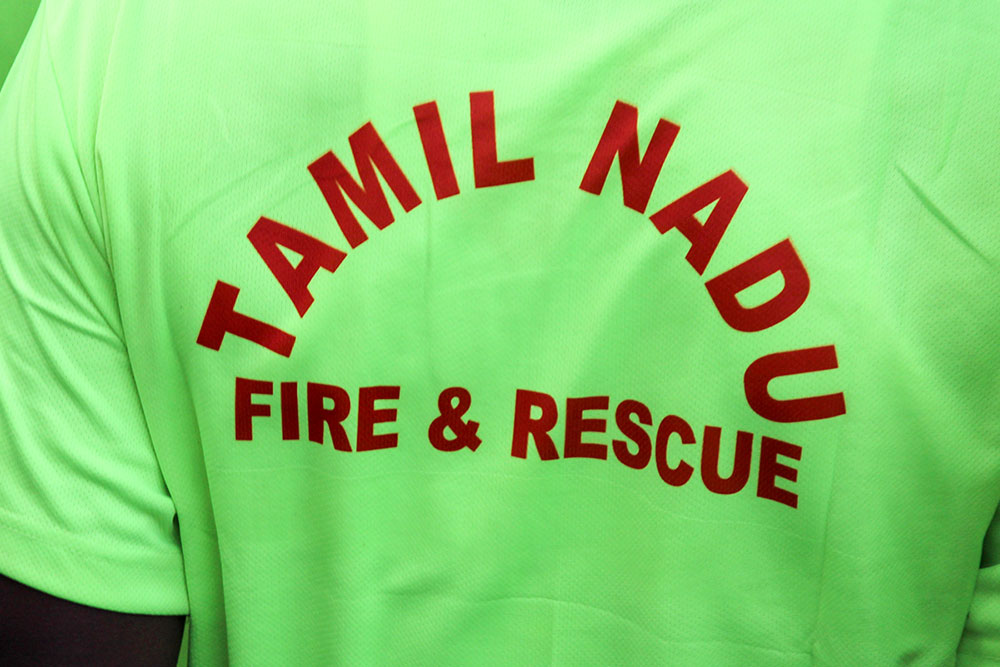 TAMIL NADU
FIRE & RESCUE